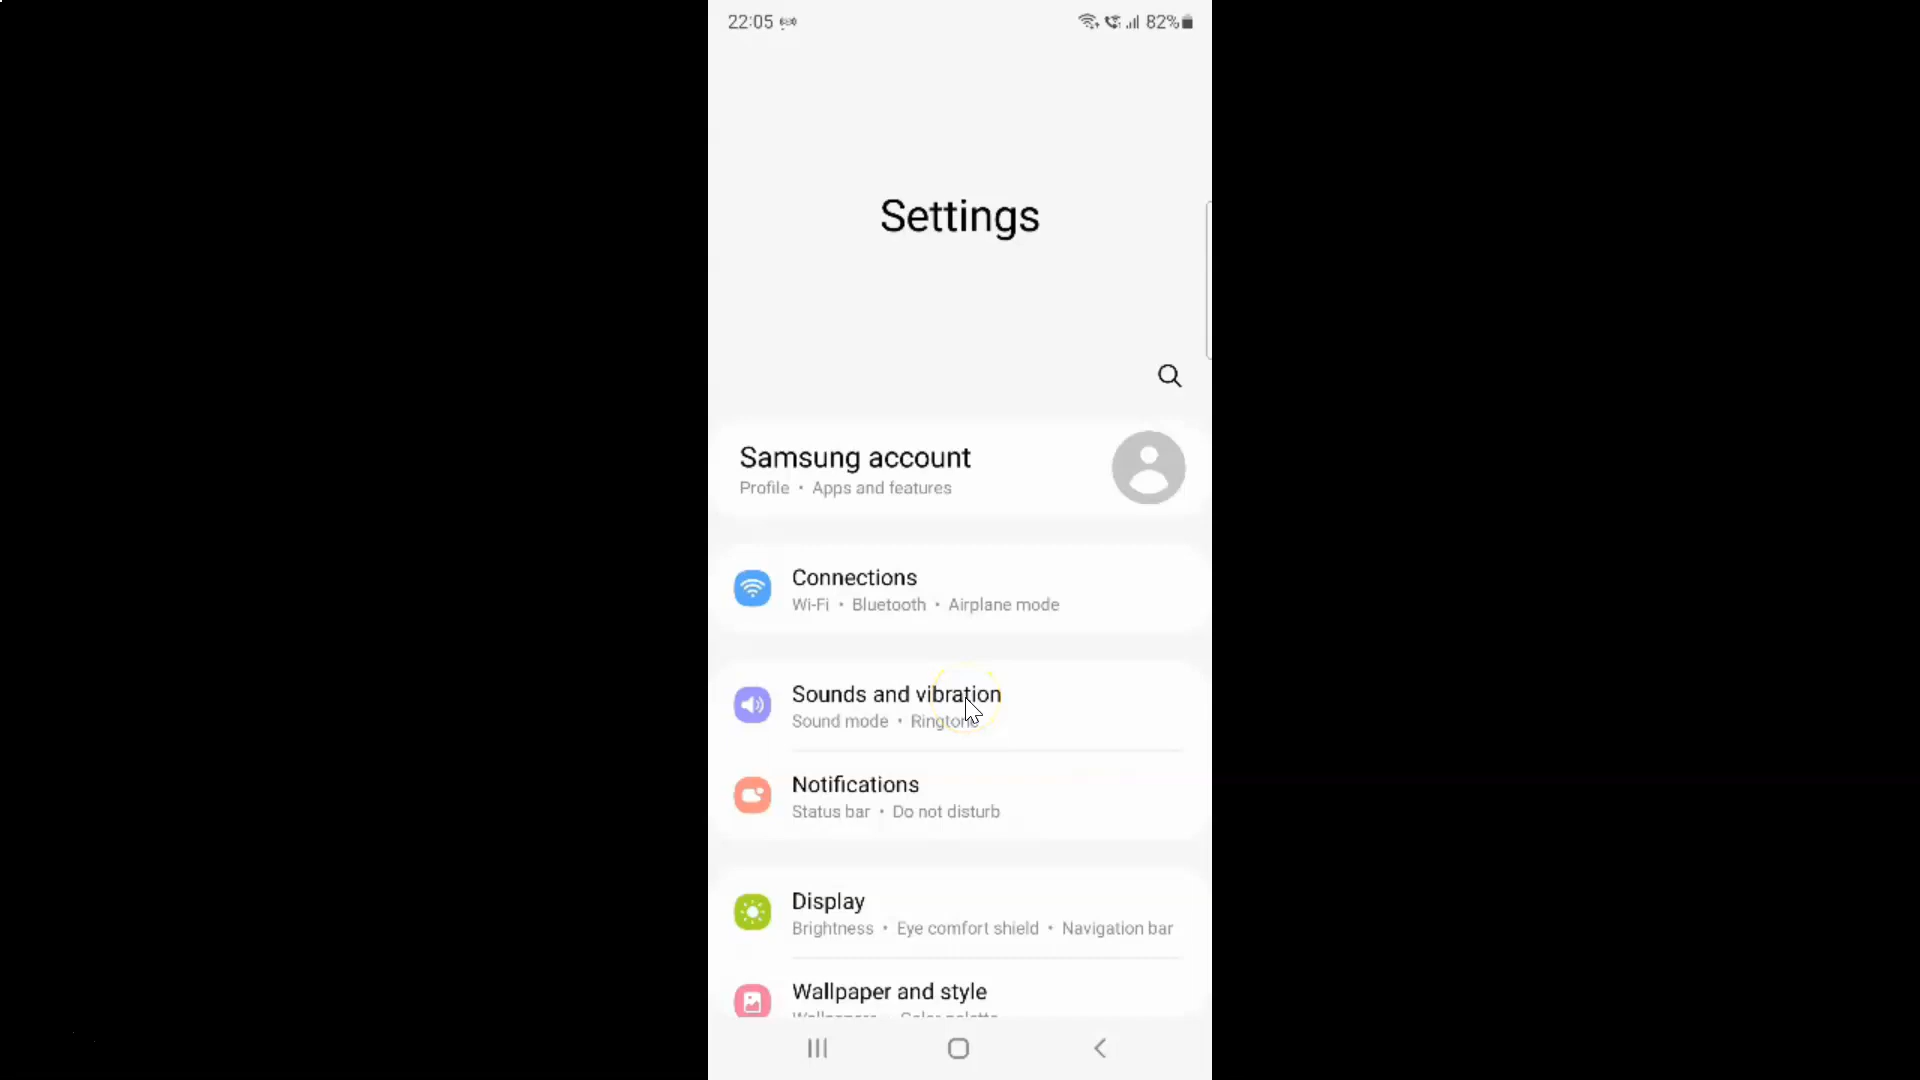 22:05 82%
Settings
Samsung account
Profile • Apps and features
Connections
Wi-Fi • Bluetooth • Airplane mode
Sounds and vibration
Sound mode • Ringtone
Notifications
Status bar • Do not disturb
Display
Brightness • Eye comfort shield • Navigation bar
Wallpaper and style